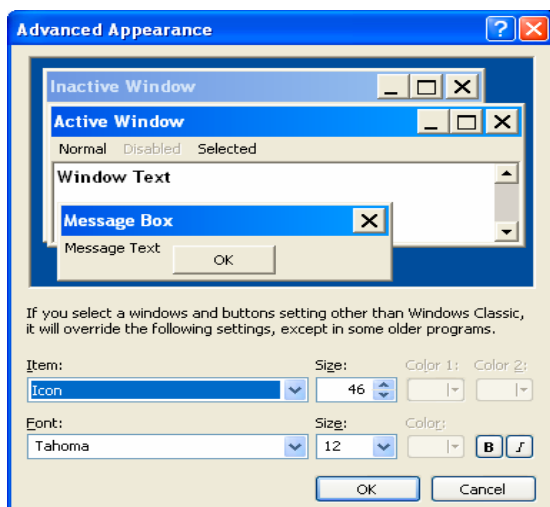 Advanced Appearance
Inactive Window
Active Window
Normal Disabled Selected
Window Text
Message Box
Message Text
OK
If you select a windows and buttons setting other than Windows Classic,
it will override the following settings, except in some older programs.
Item: Size: Color 1: Color 2:
Icon 46
Font: Size: Color:
Tahoma 12 B I
OK Cancel